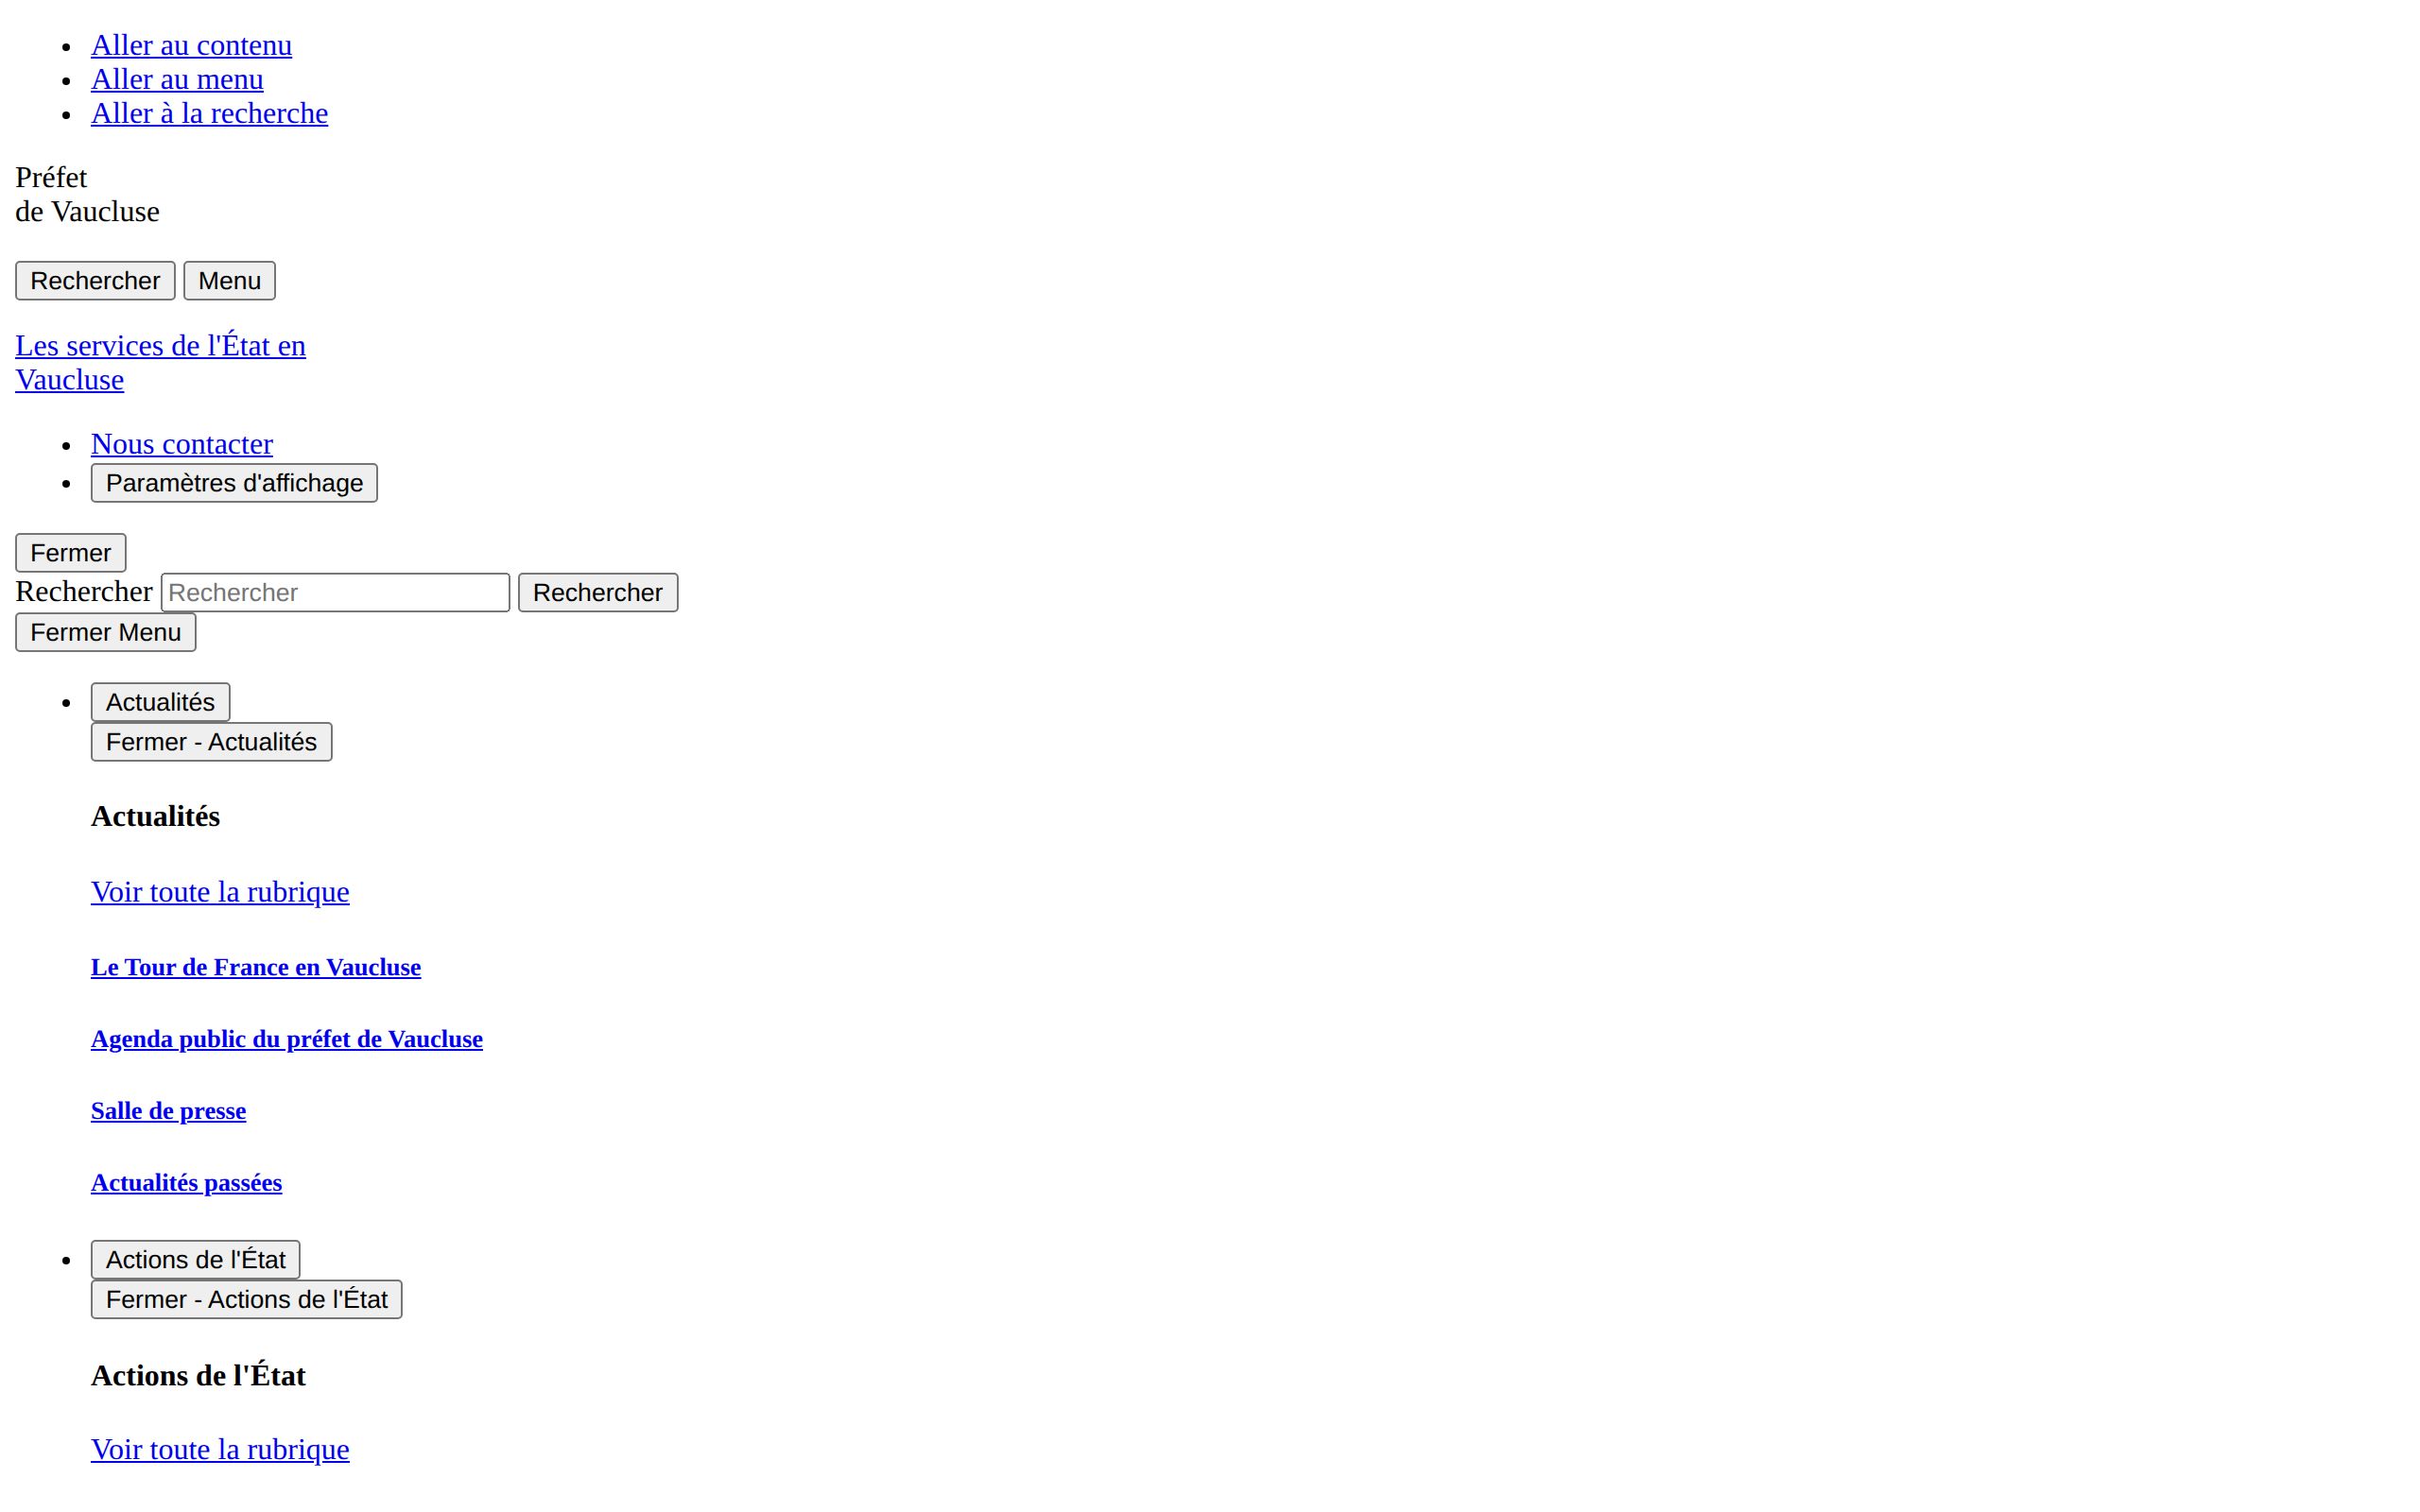 Aller au contenu
Aller au menu
Aller à la recherche
Préfet
de Vaucluse
Rechercher Menu
Les services de l'État en
Vaucluse
Nous contacter
Paramètres d'affichage
Fermer
Rechercher Rechercher Rechercher
Fermer Menu
Actualités
Fermer - Actualités
Actualités
Voir toute la rubrique
Le Tour de France en Vaucluse
Agenda public du préfet de Vaucluse
Salle de presse
Actualités passées
Actions de l'État
Fermer - Actions de l'État
Actions de l'État
Voir toute la rubrique